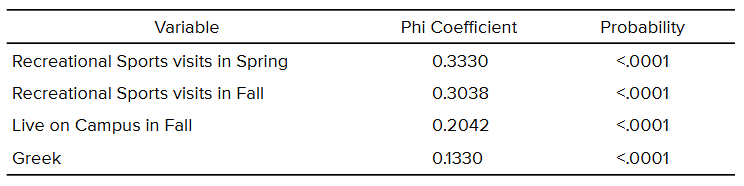 Variable Phi Coefficient Probability
Recreational Sports visits in Spring 0.3330 <.0001
Recreational Sports visits in Fall 0.3038 <.0001
Live on Campus in Fall 0.2042 <.0001
Greek 0.1330 <.0001